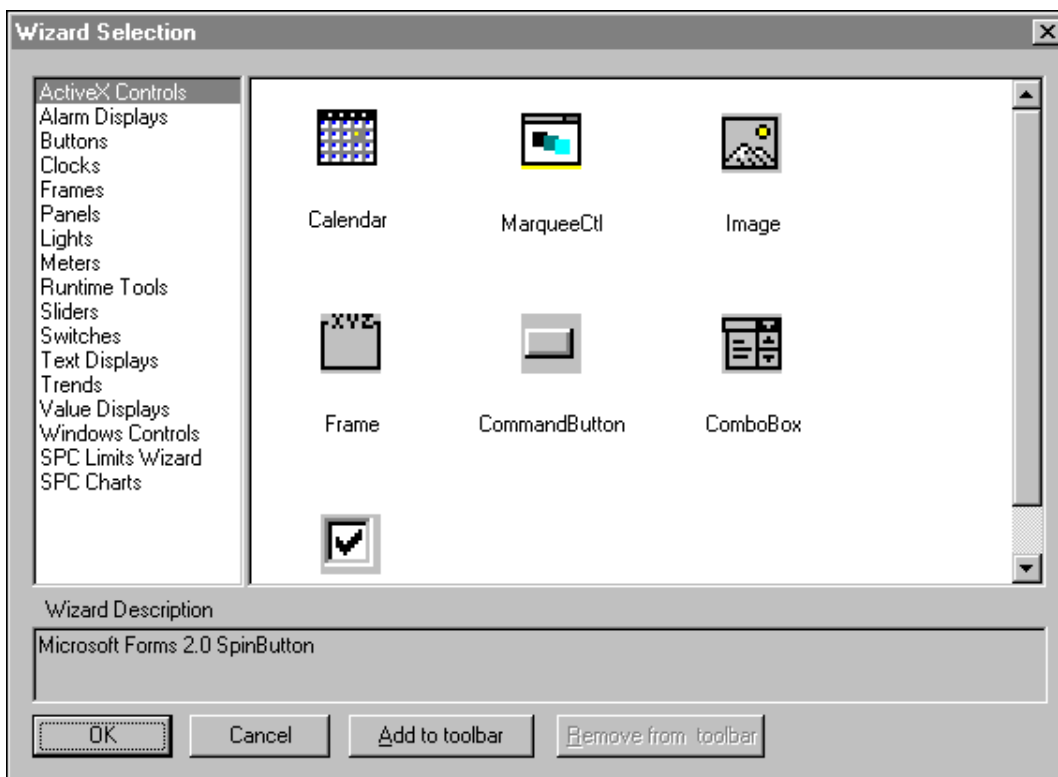 Wizard Selection
ActiveX Controls
Alarm Displays
Buttons
Clocks
Frames
Panels
Lights
Meters
Runtime Tools
Sliders
Switches
Text Displays
Trends
Value Displays
Windows Controls
SPC Limits Wizard
SPC Charts
Calendar
MarqueeCtl
Image
XYZ
Frame
CommandButton
ComboBox
Wizard Description
Microsoft Forms 2.0 SpinButton
OK
Cancel
Add to toolbar
Remove from toolbar